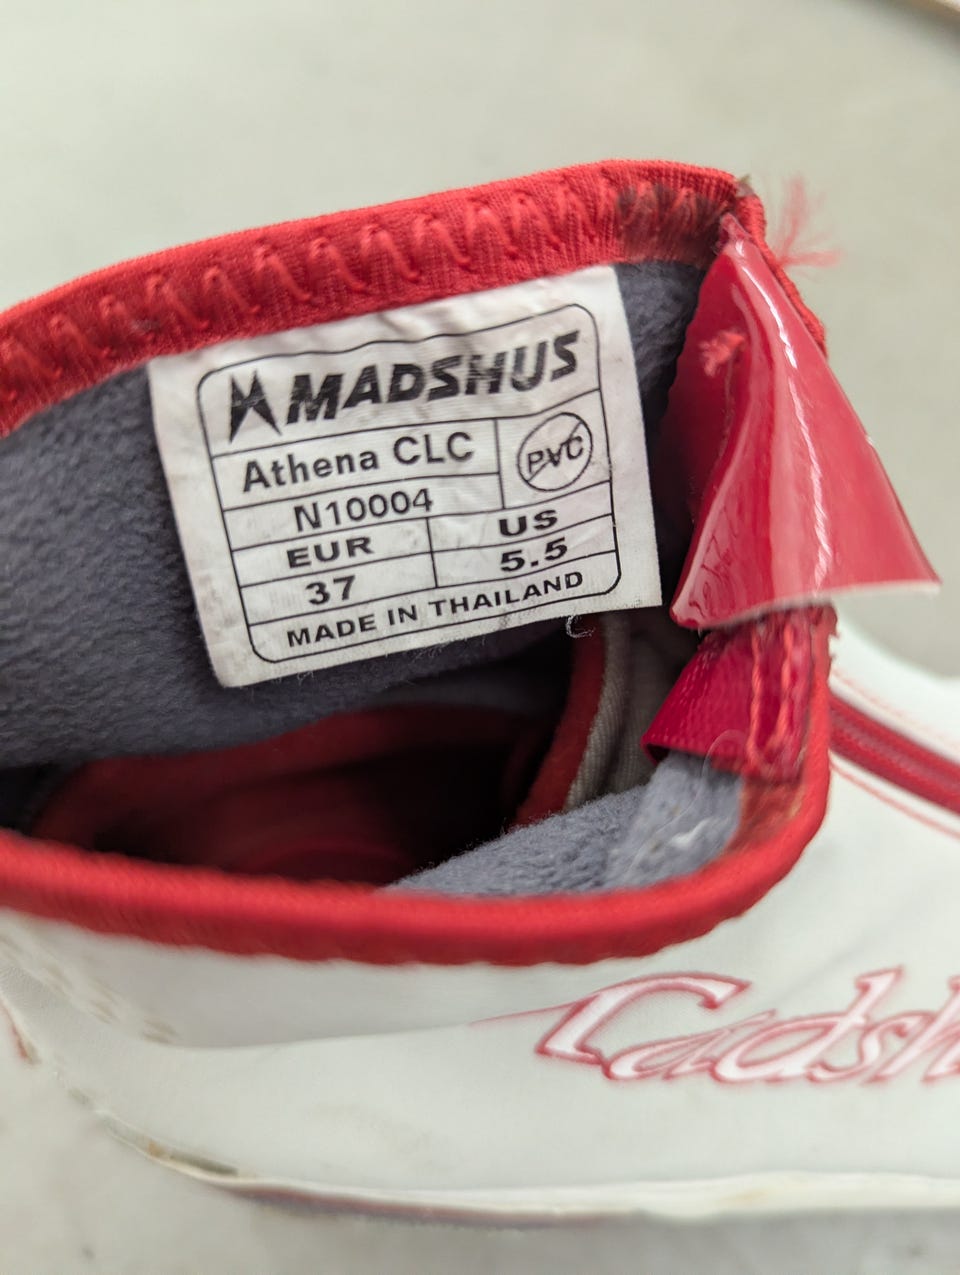 MADSHUS
Athena CLC
PVC
N10004
EUR US
37 5.5
MADE IN THAILAND